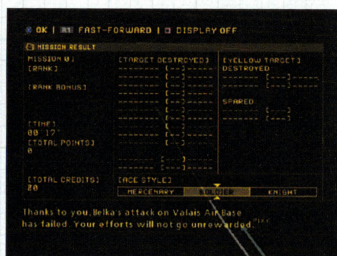 OK | R1 FAST-FORWARD | DISPLAY OFF
MISSION RESULT
MISSION 01
[RANK]
[RANK BONUS]
[TIME]
00'17"
[TOTAL POINTS]
0
[TOTAL CREDITS]
20
[TARGET DESTROYED]
[YELLOW TARGET]
DESTROYED
SPARED
[ACE STYLE]
MERCENARY SOLDIER KNIGHT
Thanks to you, Belka's attack on Valais Air Base
has failed. Your efforts will not go unrewarded.